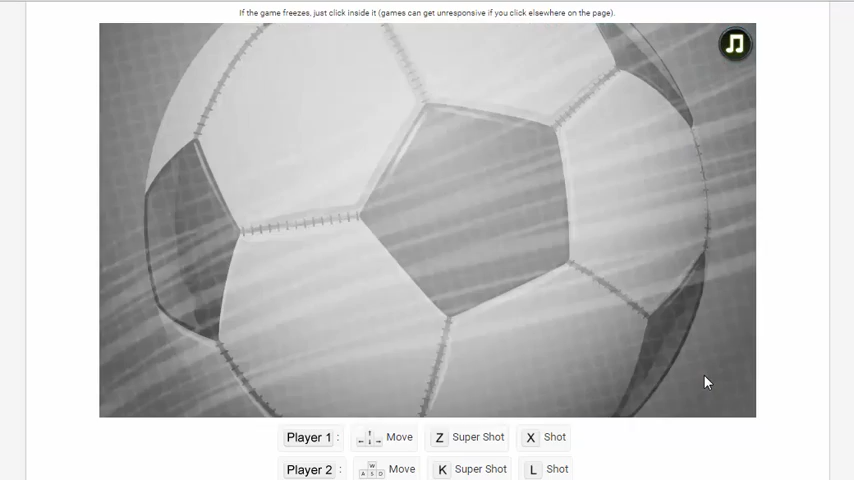 If the game freezes, just click inside it (games can get unresponsive if you click elsewhere on the page).
Player 1 : ← ↑ ↓ → Move Z Super Shot X Shot
Player 2 : W A S D Move K Super Shot L Shot